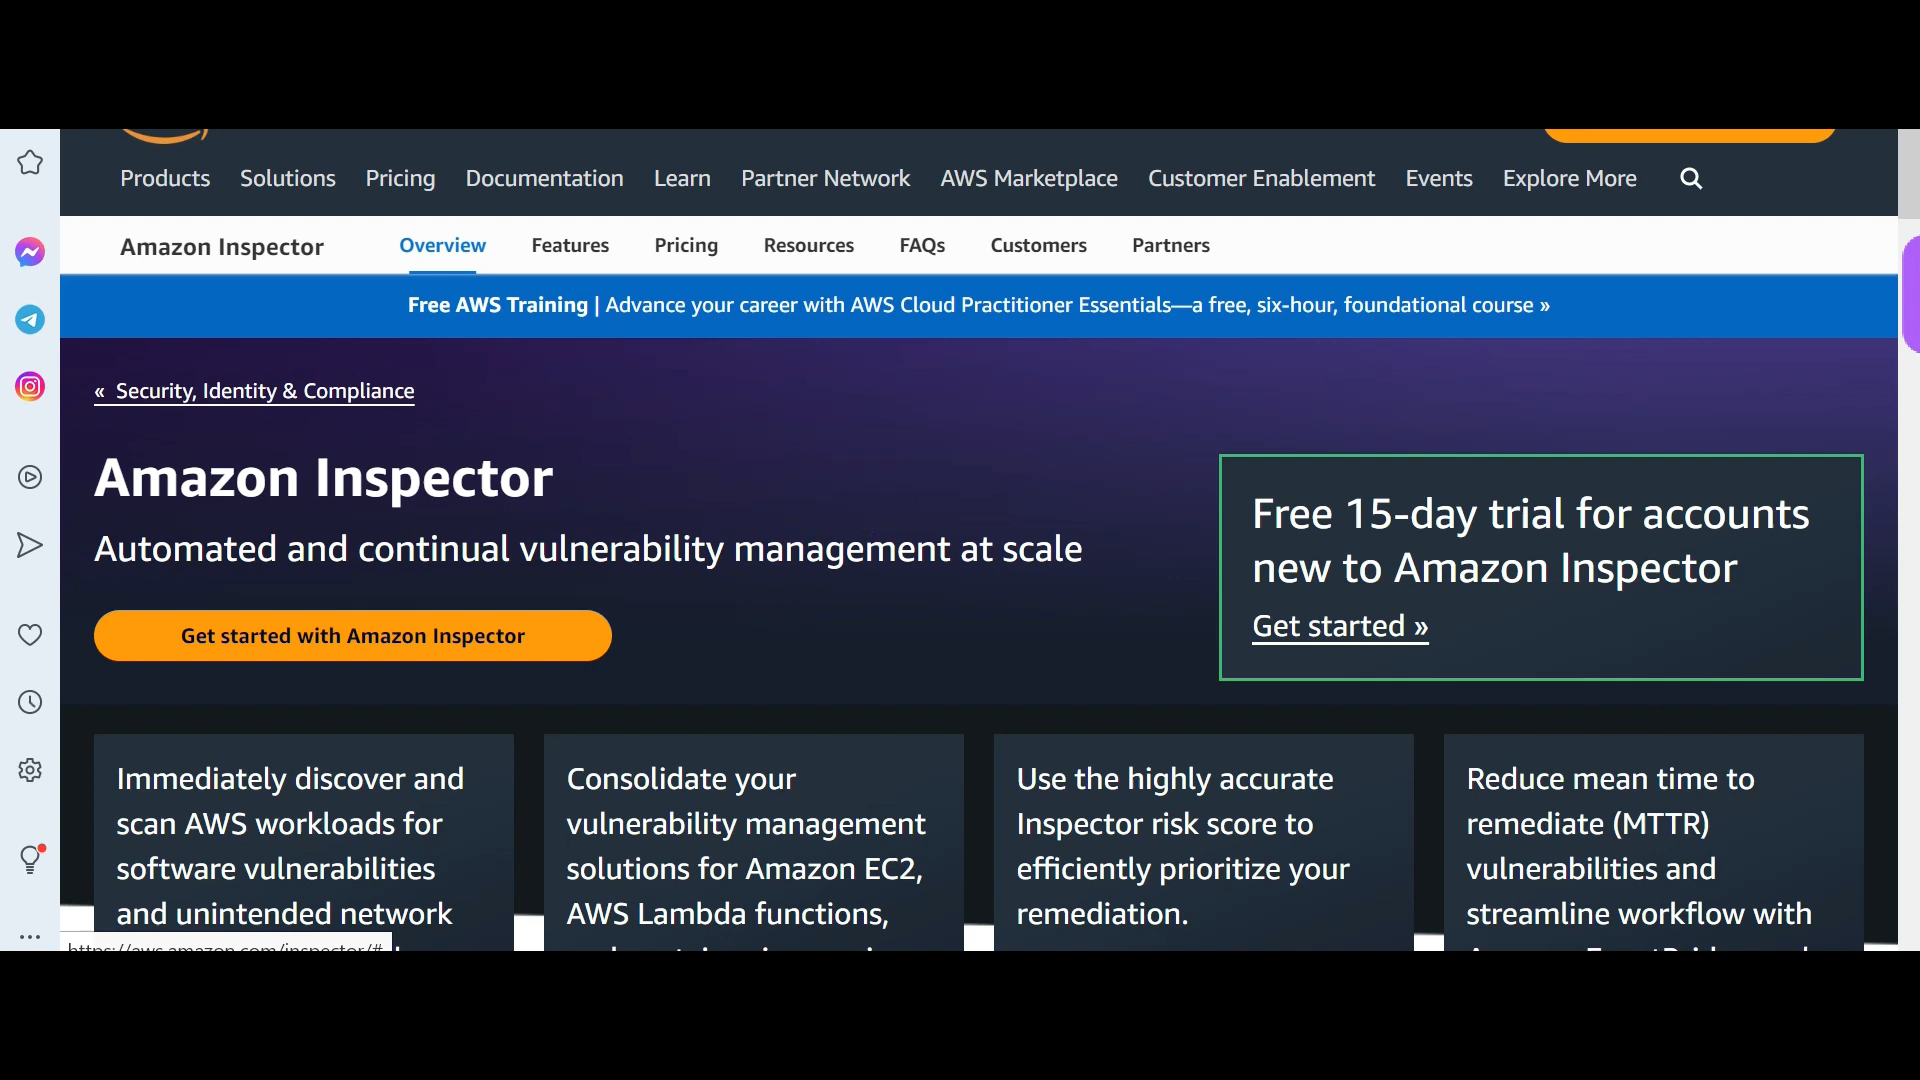 Products Solutions Pricing Documentation Learn Partner Network AWS Marketplace Customer Enablement Events Explore More
Amazon Inspector Overview Features Pricing Resources FAQs Customers Partners
Free AWS Training | Advance your career with AWS Cloud Practitioner Essentials—a free, six-hour, foundational course »
« Security, Identity & Compliance
Amazon Inspector
Automated and continual vulnerability management at scale
Get started with Amazon Inspector
Free 15-day trial for accounts
new to Amazon Inspector
Get started »
Immediately discover and
scan AWS workloads for
software vulnerabilities
and unintended network
Consolidate your
vulnerability management
solutions for Amazon EC2,
AWS Lambda functions,
Use the highly accurate
Inspector risk score to
efficiently prioritize your
remediation.
Reduce mean time to
remediate (MTTR)
vulnerabilities and
streamline workflow with
https://aws.amazon.com/inspector/#